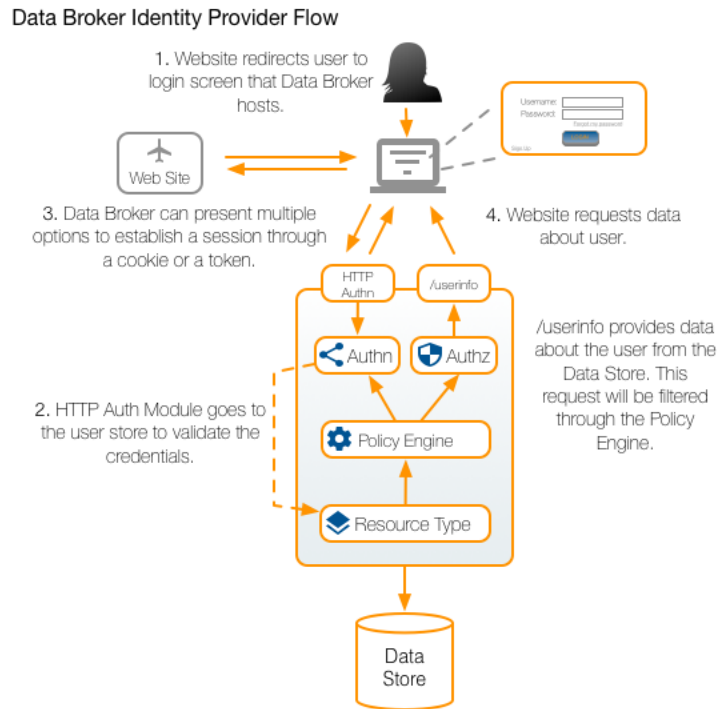 Data Broker Identity Provider Flow
1. Website redirects user to
login screen that Data Broker
hosts.
Username:
Password:
Sign Up
Web Site
3. Data Broker can present multiple
options to establish a session through
a cookie or a token.
4. Website requests data
about user.
HTTP
Authn
/userinfo
Authn
Authz
/userinfo provides data
about the user from the
Data Store. This
request will be filtered
through the Policy
Engine.
2. HTTP Auth Module goes to
the user store to validate the
credentials.
Policy Engine
Resource Type
Data
Store